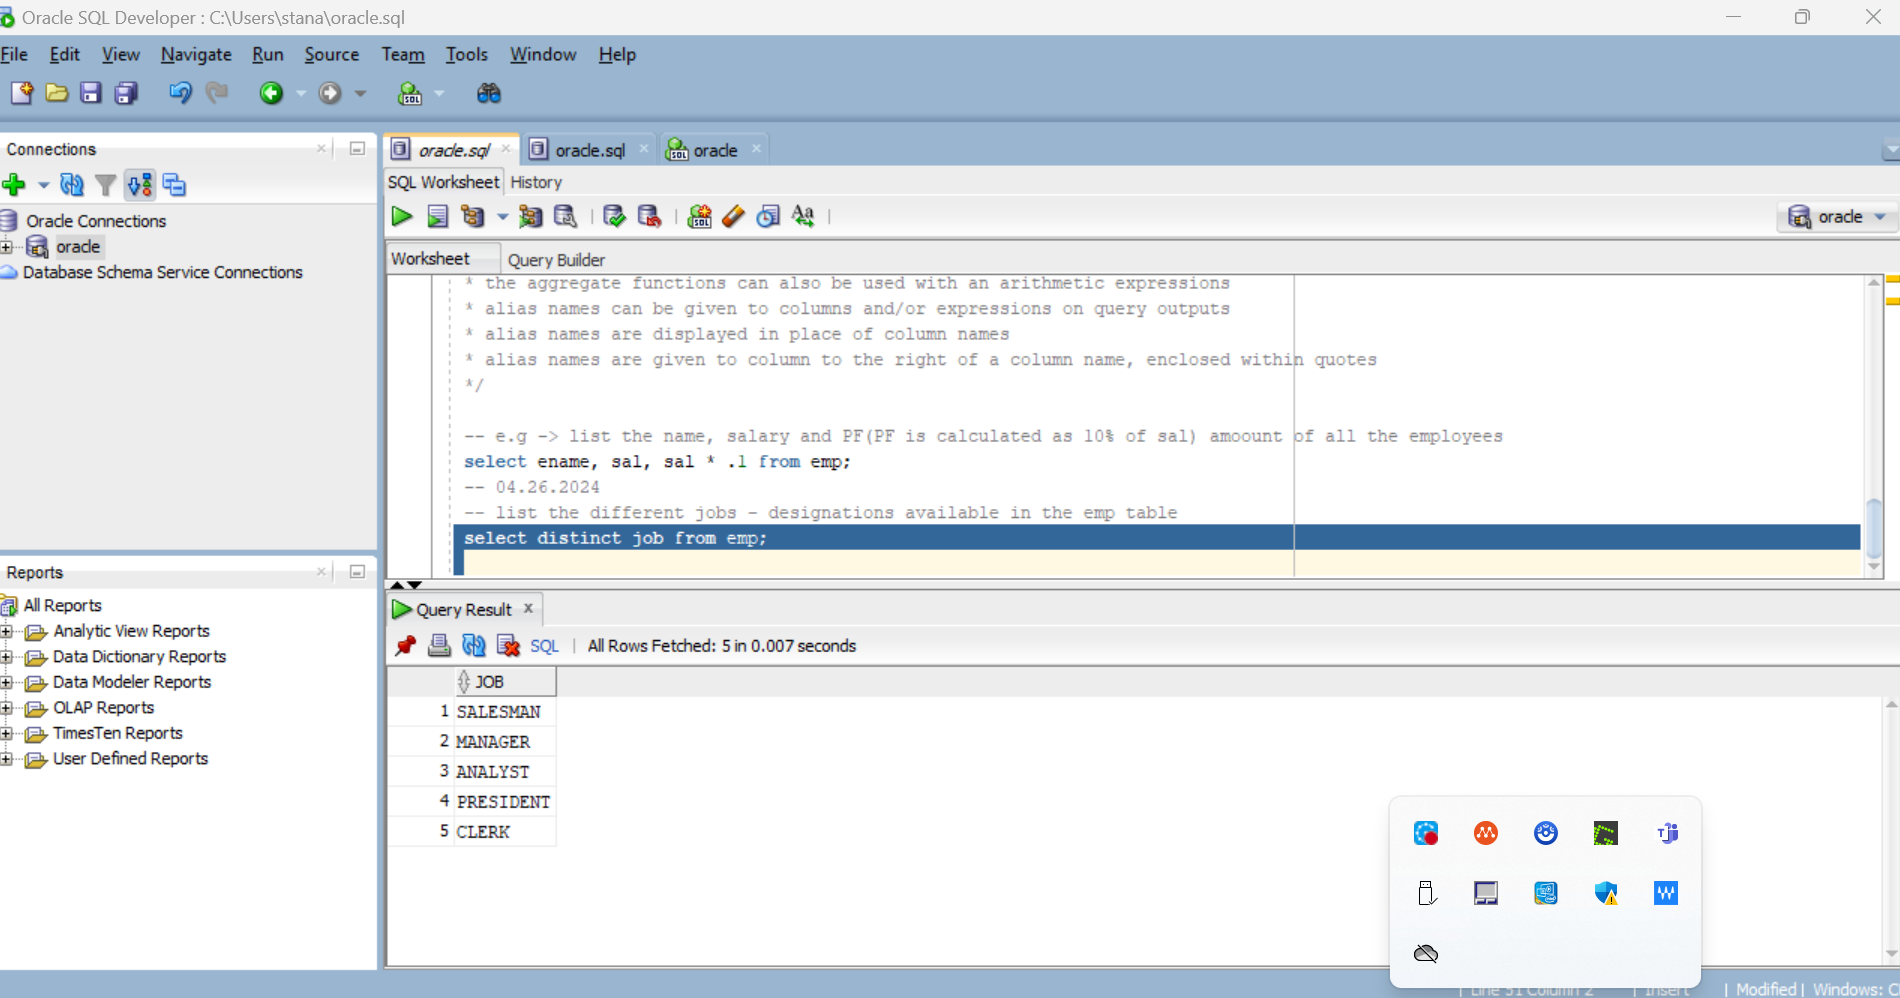 Oracle SQL Developer : C:\Users\stana\oracle.sql
File Edit View Navigate Run Source Team Tools Window Help
Connections
Oracle Connections
oracle
Database Schema Service Connections
Reports
All Reports
Analytic View Reports
Data Dictionary Reports
Data Modeler Reports
OLAP Reports
TimesTen Reports
User Defined Reports
oracle.sql oracle.sql oracle
SQL Worksheet History
oracle
Worksheet Query Builder
* the aggregate functions can also be used with an arithmetic expressions
* alias names can be given to columns and/or expressions on query outputs
* alias names are displayed in place of column names
* alias names are given to column to the right of a column name, enclosed within quotes
*/
-- e.g -> list the name, salary and PF(PF is calculated as 10% of sal) amoount of all the employees
select ename, sal, sal * .1 from emp;
-- 04.26.2024
-- list the different jobs - designations available in the emp table
select distinct job from emp;
Query Result
SQL | All Rows Fetched: 5 in 0.007 seconds
JOB
1 SALESMAN
2 MANAGER
3 ANALYST
4 PRESIDENT
5 CLERK
| Line 51 Column 2 | Insert | Modified | Windows: C